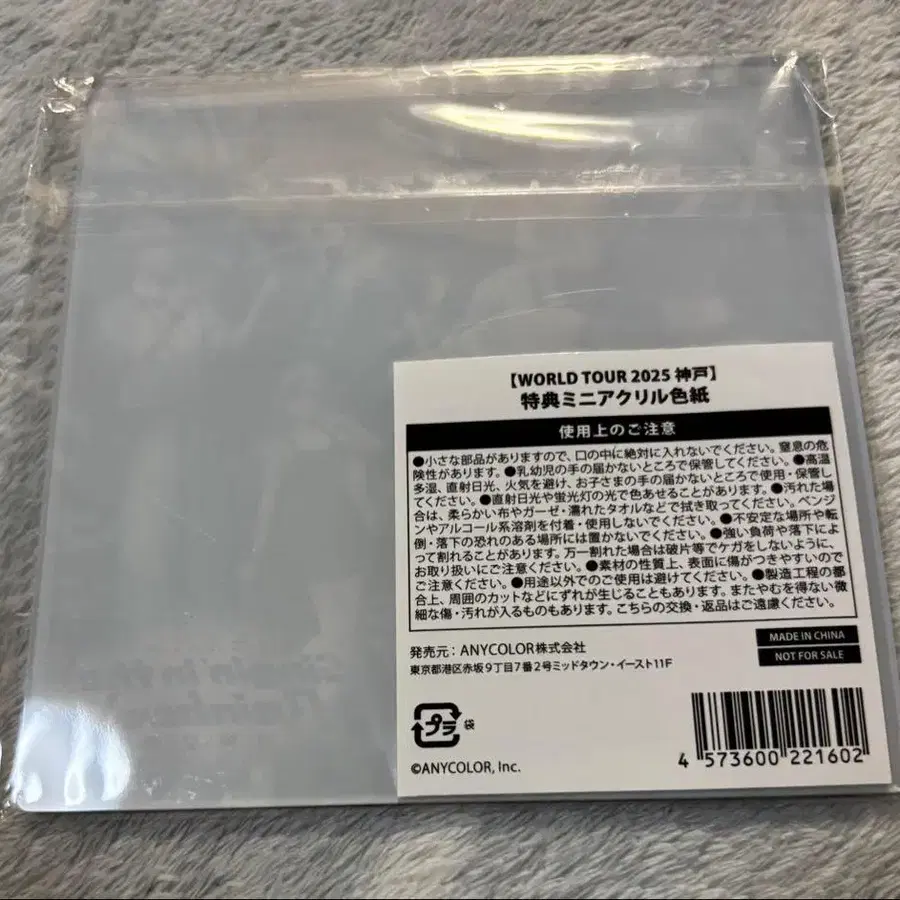 【WORLD TOUR 2025 神戸】
特典ミニアクリル色紙
使用上のご注意
●小さな部品がありますので、口の中に絶対に入れないでください。窒息の危
険性があります。●乳幼児の手の届かないところで保管してください。●高温
多湿、直射日光、火気を避け、お子さまの手の届かないところで使用・保管し
てください。●直射日光や蛍光灯の光で色あせることがあります。●汚れた場
合は、柔らかい布やガーゼ・濡れたタオルなどで拭き取ってください。ベンジ
ンやアルコール系溶剤を付着・使用しないでください。●不安定な場所や転
倒・落下の恐れのある場所には置かないでください。●強い負荷や落下によ
って割れることがあります。万一割れた場合は破片等でケガをしないように、
お取り扱いにご注意ください。●素材の性質上、表面に傷がつきやすいので
ご注意ください。●用途以外でのご使用は避けてください。●製造工程の都
合上、周囲のカットなどにずれが生じることもあります。またやむを得ない微
細な傷・汚れが入るものもあります。こちらの交換・返品はご遠慮ください。
発売元：ANYCOLOR株式会社
東京都港区赤坂9丁目7番2号ミッドタウン・イースト11F
MADE IN CHINA
NOT FOR SALE
プラ 袋
©ANYCOLOR, Inc.
4 573600 221602